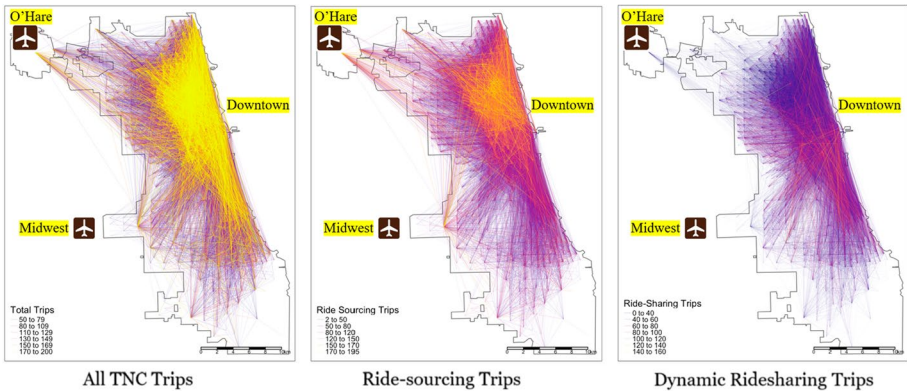 O'Hare
Downtown
Midwest
Total Trips
50 to 79
80 to 109
110 to 129
130 to 149
150 to 169
170 to 200
All TNC Trips
O'Hare
Downtown
Midwest
Ride Sourcing Trips
2 to 50
50 to 80
80 to 120
120 to 150
150 to 170
170 to 195
Ride-sourcing Trips
O'Hare
Downtown
Midwest
Ride-Sharing Trips
0 to 40
40 to 60
60 to 80
80 to 100
100 to 120
120 to 140
140 to 160
Dynamic Ridesharing Trips